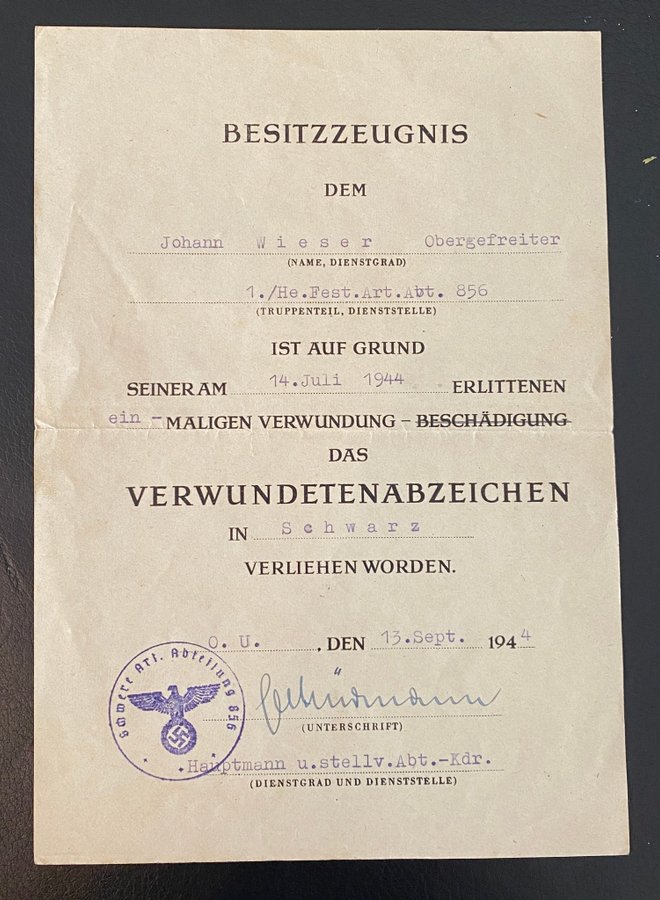 BESITZZEUGNIS
DEM
Johann Wieser Obergefreiter
(NAME, DIENSTGRAD)
1./He.Fest.Art.Abt. 856
(TRUPPENTEIL, DIENSTSTELLE)
IST AUF GRUND
SEINER AM 14.Juli 1944 ERLITTENEN
ein - MALIGEN VERWUNDUNG – BESCHÄDIGUNG
DAS
VERWUNDETENABZEICHEN
IN Schwarz
VERLIEHEN WORDEN.
O. U. , DEN 13.Sept. 1944
Schwere Art. Abteilung 856
(UNTERSCHRIFT)
Hauptmann u.stellv.Abt.-Kdr.
(DIENSTGRAD UND DIENSTSTELLE)